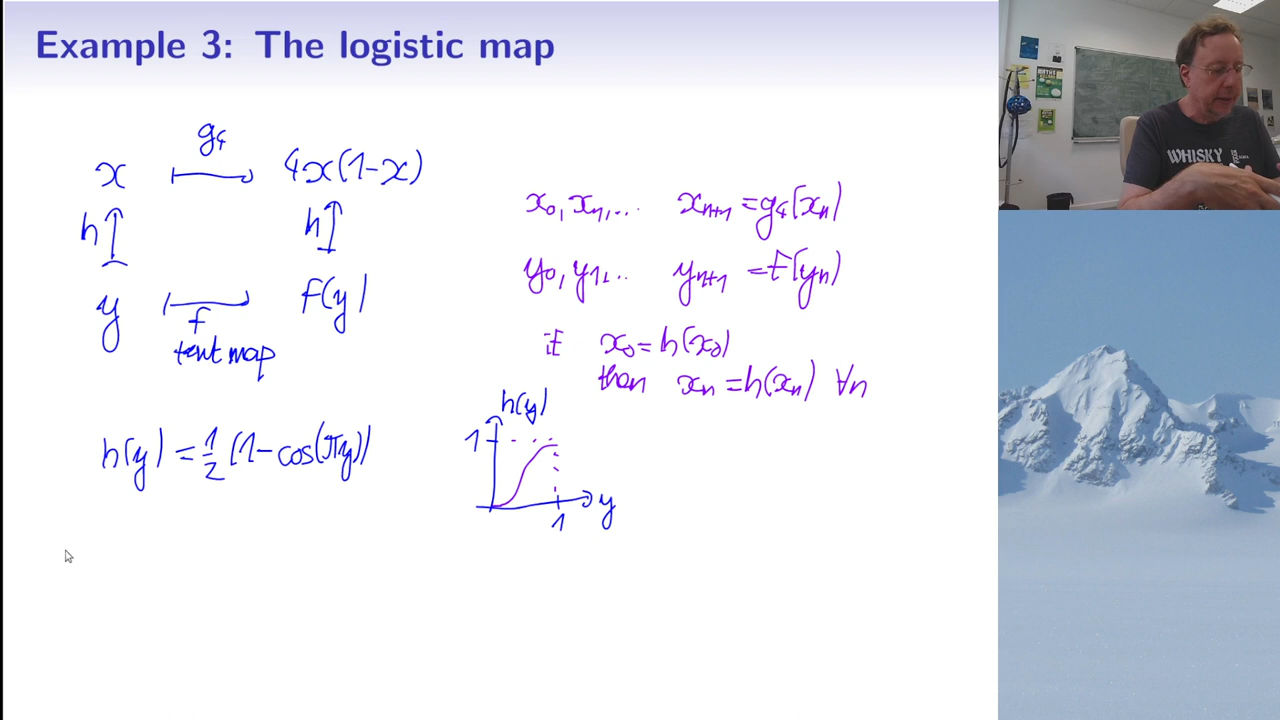 Example 3: The logistic map
g₄
x ↦ 4x(1-x)
h ↑ h ↑
y ↦ f(y)
f
tent map
h(y) = 1/2 (1-cos(πy))
x₀, x₁, ... xₙ₊₁ = g₄(xₙ)
y₀, y₁, ... yₙ₊₁ = f(yₙ)
if x₀ = h(x₀)
then xₙ = h(xₙ) ∀n
h(y)
1
1
y
WHISKY